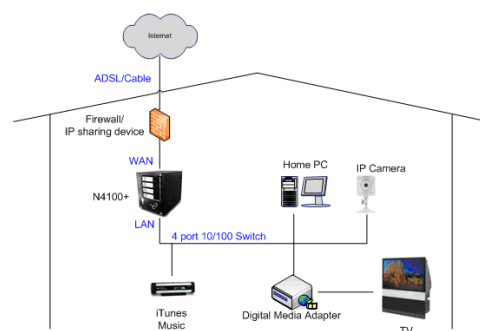 Internet
ADSL/Cable
Firewall/
IP sharing device
WAN
Home PC
IP Camera
N4100+
LAN
4 port 10/100 Switch
iTunes
Music
Digital Media Adapter
TV